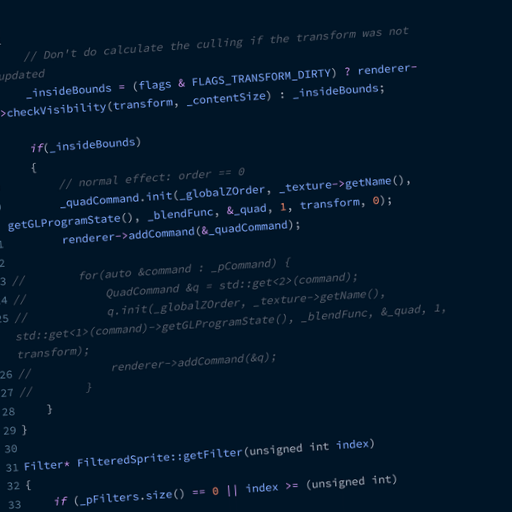 // Don't do calculate the culling if the transform was not
updated
_insideBounds = (flags & FLAGS_TRANSFORM_DIRTY) ? renderer-
>checkVisibility(transform, _contentSize) : _insideBounds;
if(_insideBounds)
{
// normal effect: order == 0
_quadCommand.init(_globalZOrder, _texture->getName(),
getGLProgramState(), _blendFunc, &_quad, 1, transform, 0);
renderer->addCommand(&_quadCommand);
2
3 // for(auto &command : _pCommand) {
4 // QuadCommand &q = std::get<2>(command);
25 // q.init(_globalZOrder, _texture->getName(),
std::get<1>(command)->getGLProgramState(), _blendFunc, &_quad, 1,
transform);
26 // renderer->addCommand(&q);
27 // }
28 }
29 }
30
31 Filter* FilteredSprite::getFilter(unsigned int index)
32 {
33 if (_pFilters.size() == 0 || index >= (unsigned int)